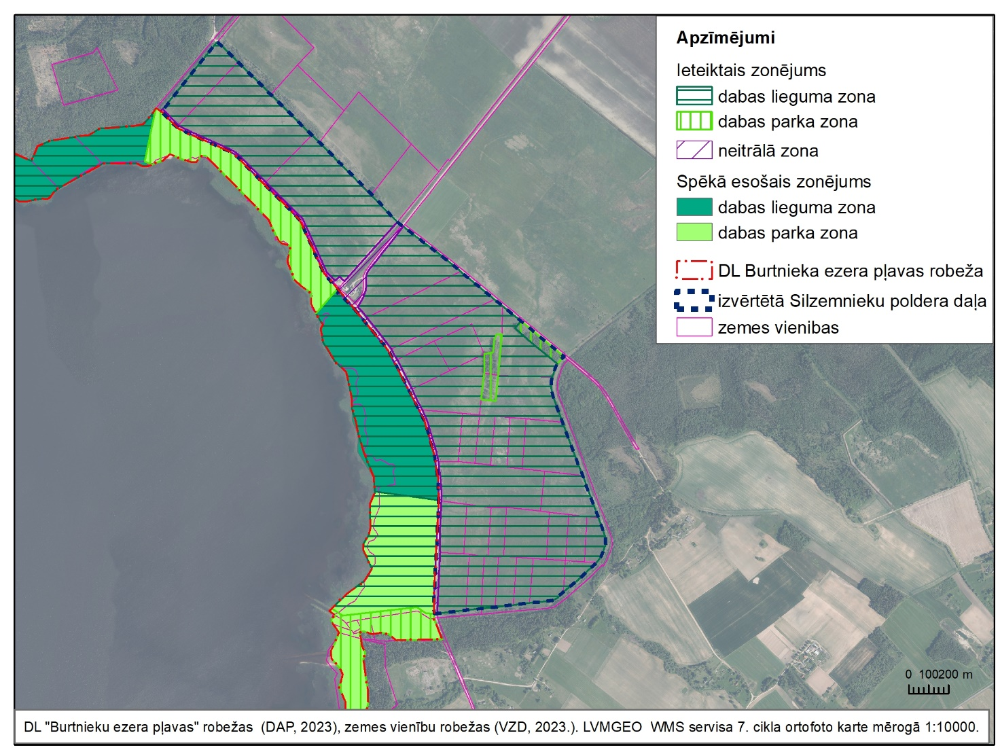 Apzīmējumi
Ieteiktais zonējums
dabas lieguma zona
dabas parka zona
neitrālā zona
Spēkā esošais zonējums
dabas lieguma zona
dabas parka zona
DL Burtnieka ezera pļavas robeža
izvērtētā Silzemnieku poldera daļa
zemes vienibas
0 100200 m
DL "Burtnieku ezera pļavas" robežas (DAP, 2023), zemes vienību robežas (VZD, 2023.). LVMGEO WMS servisa 7. cikla ortofoto karte mērogā 1:10000.